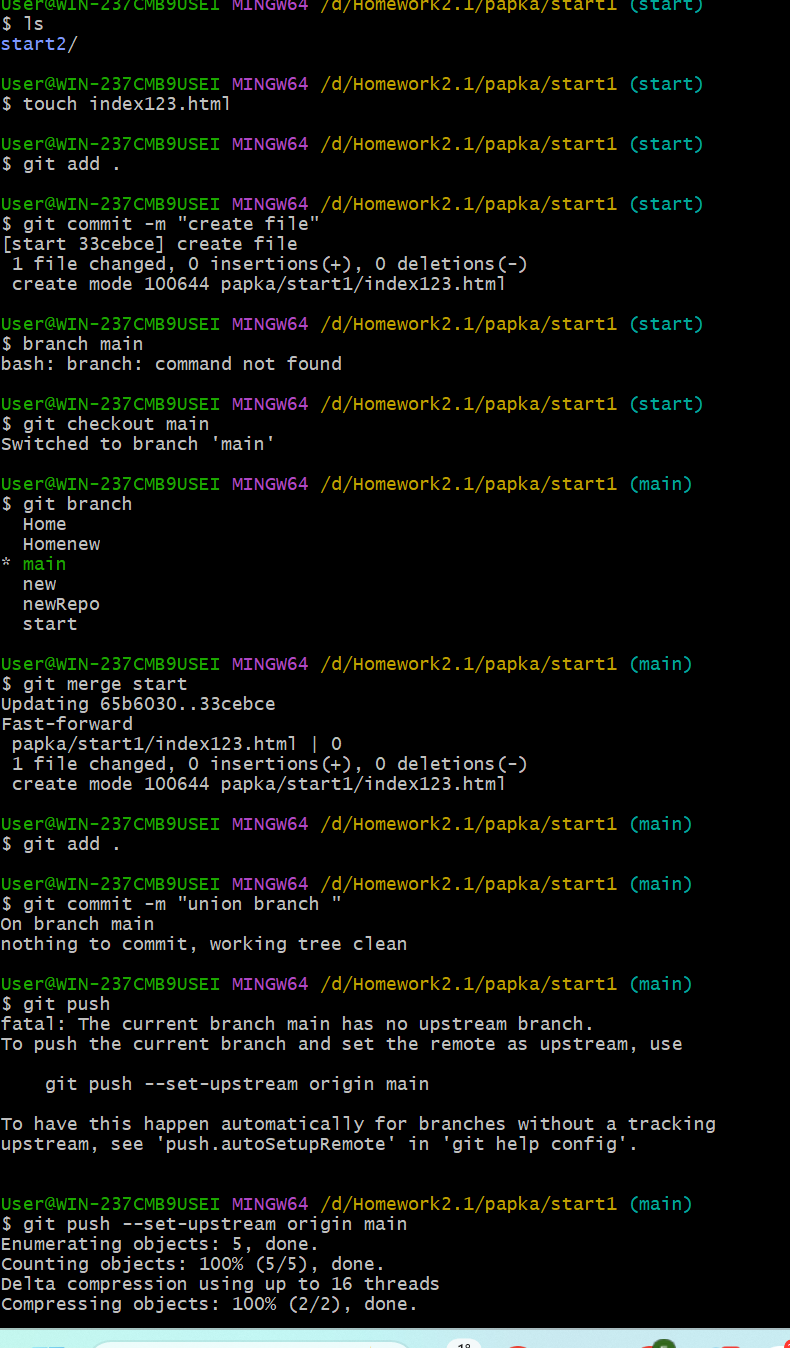 User@WIN-237CMB9USEI MINGW64 /d/Homework2.1/papka/start1 (start)
$ ls
start2/
User@WIN-237CMB9USEI MINGW64 /d/Homework2.1/papka/start1 (start)
$ touch index123.html
User@WIN-237CMB9USEI MINGW64 /d/Homework2.1/papka/start1 (start)
$ git add .
User@WIN-237CMB9USEI MINGW64 /d/Homework2.1/papka/start1 (start)
$ git commit -m "create file"
[start 33cebce] create file
 1 file changed, 0 insertions(+), 0 deletions(-)
 create mode 100644 papka/start1/index123.html
User@WIN-237CMB9USEI MINGW64 /d/Homework2.1/papka/start1 (start)
$ branch main
bash: branch: command not found
User@WIN-237CMB9USEI MINGW64 /d/Homework2.1/papka/start1 (start)
$ git checkout main
Switched to branch 'main'
User@WIN-237CMB9USEI MINGW64 /d/Homework2.1/papka/start1 (main)
$ git branch
  Home
  Homenew
* main
  new
  newRepo
  start
User@WIN-237CMB9USEI MINGW64 /d/Homework2.1/papka/start1 (main)
$ git merge start
Updating 65b6030..33cebce
Fast-forward
 papka/start1/index123.html | 0
 1 file changed, 0 insertions(+), 0 deletions(-)
 create mode 100644 papka/start1/index123.html
User@WIN-237CMB9USEI MINGW64 /d/Homework2.1/papka/start1 (main)
$ git add .
User@WIN-237CMB9USEI MINGW64 /d/Homework2.1/papka/start1 (main)
$ git commit -m "union branch "
On branch main
nothing to commit, working tree clean
User@WIN-237CMB9USEI MINGW64 /d/Homework2.1/papka/start1 (main)
$ git push
fatal: The current branch main has no upstream branch.
To push the current branch and set the remote as upstream, use
    git push --set-upstream origin main
To have this happen automatically for branches without a tracking
upstream, see 'push.autoSetupRemote' in 'git help config'.
User@WIN-237CMB9USEI MINGW64 /d/Homework2.1/papka/start1 (main)
$ git push --set-upstream origin main
Enumerating objects: 5, done.
Counting objects: 100% (5/5), done.
Delta compression using up to 16 threads
Compressing objects: 100% (2/2), done.